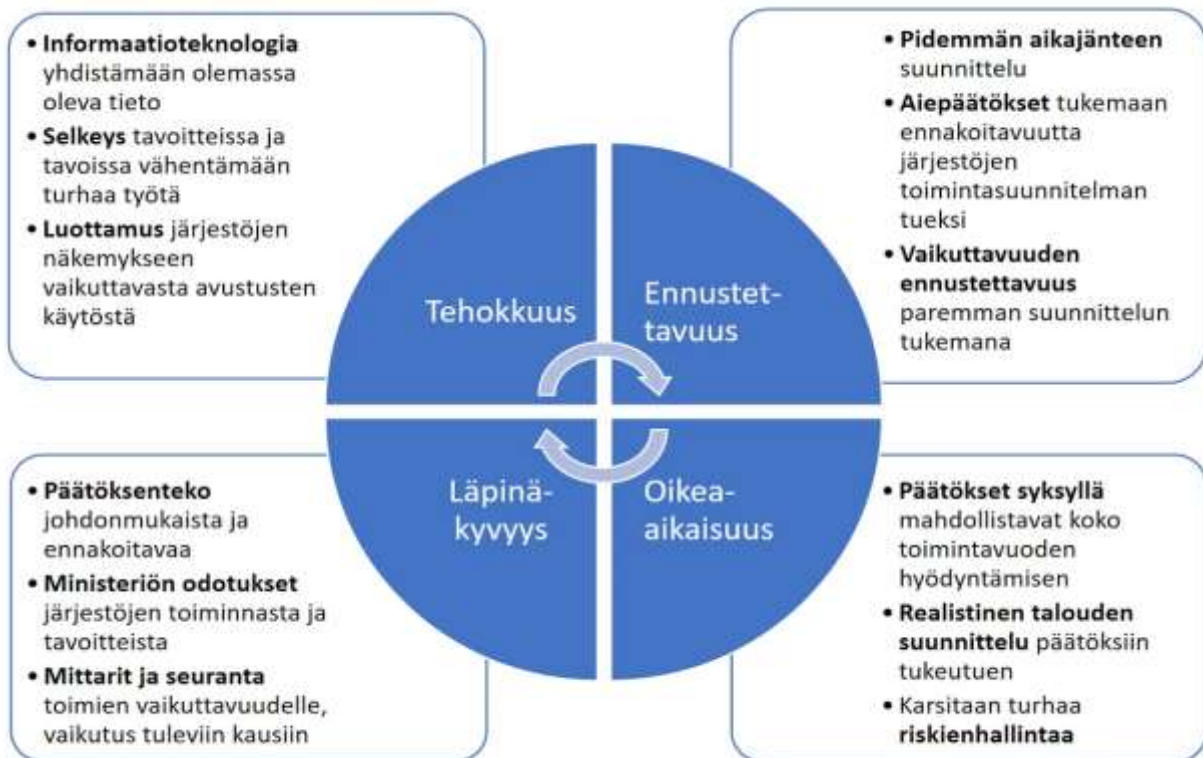 • Informaatioteknologia
yhdistämään olemassa
oleva tieto
• Selkeys tavoitteissa ja
tavoissa vähentämään
turhaa työtä
• Luottamus järjestöjen
näkemykseen
vaikuttavasta avustusten
käytöstä
• Pidemmän aikajänteen
suunnittelu
• Aiepäätökset tukemaan
ennakoitavuutta
järjestöjen
toimintasuunnitelman
tueksi
• Vaikuttavuuden
ennustettavuus
paremman suunnittelun
tukemana
Tehokkuus
Ennustet-
tavuus
Läpinä-
kyvyys
Oikea-
aikaisuus
• Päätöksenteko
johdonmukaista ja
ennakoitavaa
• Ministeriön odotukset
järjestöjen toiminnasta ja
tavoitteista
• Mittarit ja seuranta
toimien vaikuttavuudelle,
vaikutus tuleviin kausiin
• Päätökset syksyllä
mahdollistavat koko
toimintavuoden
hyödyntämisen
• Realistinen talouden
suunnittelu päätöksiin
tukeutuen
• Karsitaan turhaa
riskienhallintaa